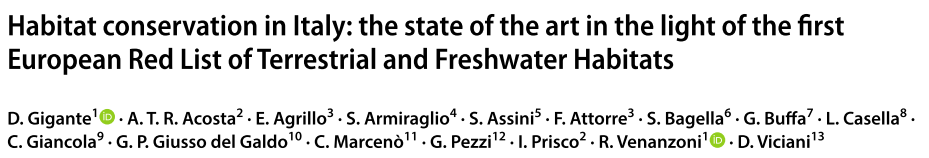 Habitat conservation in Italy: the state of the art in the light of the first
European Red List of Terrestrial and Freshwater Habitats
D. Gigante1 iD · A. T. R. Acosta2 · E. Agrillo3 · S. Armiraglio4 · S. Assini5 · F. Attorre3 · S. Bagella6 · G. Buffa7 · L. Casella8 ·
C. Giancola9 · G. P. Giusso del Galdo10 · C. Marcenò11 · G. Pezzi12 · I. Prisco2 · R. Venanzoni1 iD · D. Viciani13